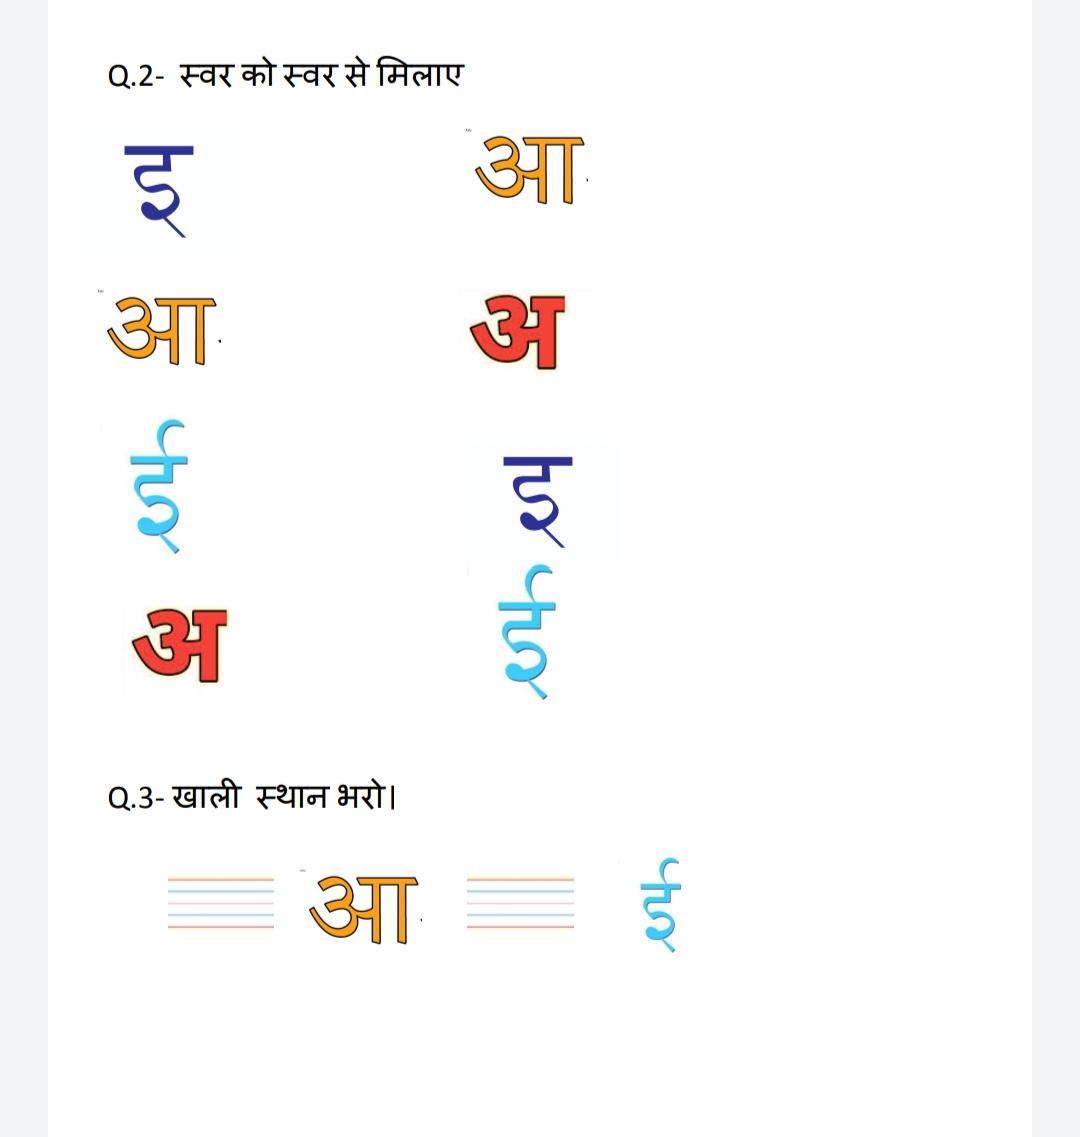 Q.2- स्वर को स्वर से मिलाए
इ आ
आ अ
ई इ
अ ई
Q.3- खाली स्थान भरो।
आ ई